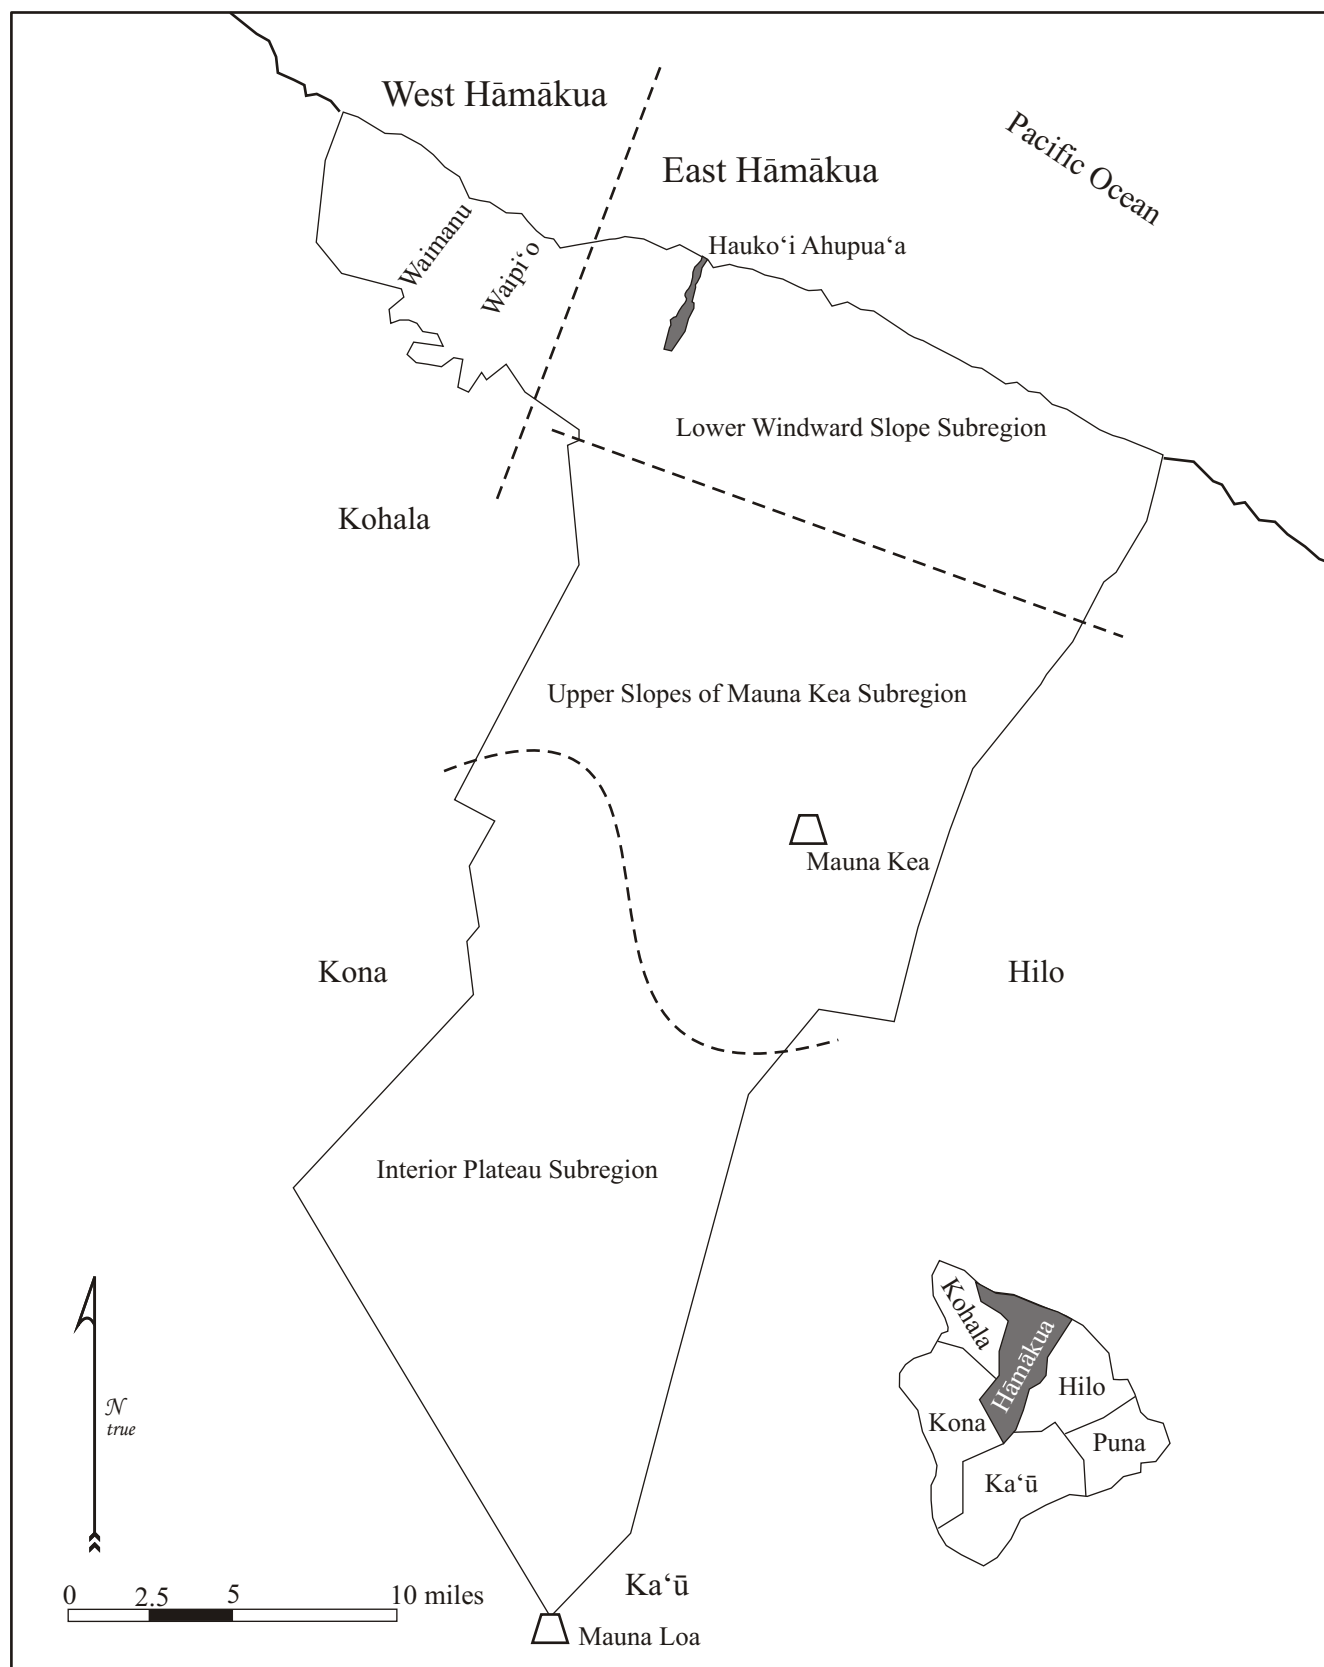 West Hāmākua
Pacific Ocean
East Hāmākua
Haukoʻi Ahupuaʻa
Waimanu
Waipiʻo
Lower Windward Slope Subregion
Kohala
Upper Slopes of Mauna Kea Subregion
Mauna Kea
Kona
Hilo
Interior Plateau Subregion
Kohala
Hāmākua
Hilo
Kona
Puna
Kaʻū
N
true
0 2.5 5 10 miles
Kaʻū
Mauna Loa